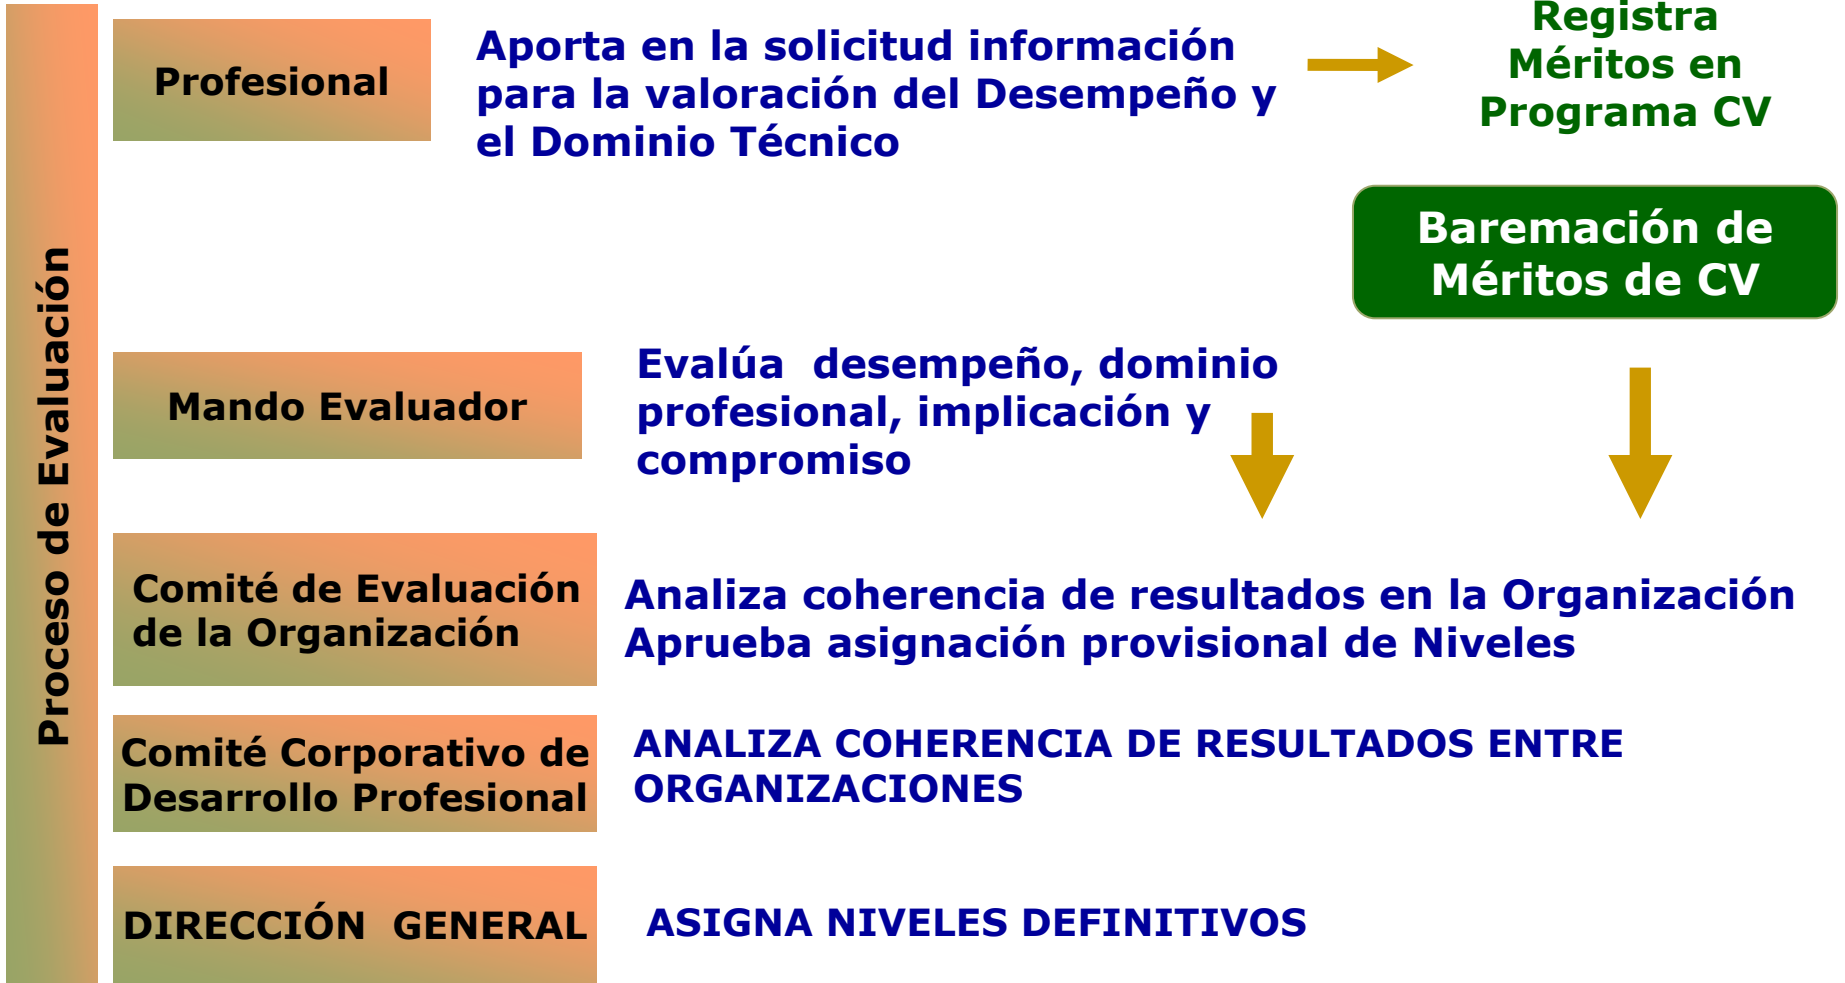 Proceso de Evaluación
Profesional
Aporta en la solicitud información
para la valoración del Desempeño y
el Dominio Técnico
Registra
Méritos en
Programa CV
Baremación de
Méritos de CV
Mando Evaluador
Evalúa  desempeño, dominio
profesional, implicación y
compromiso
Comité de Evaluación
de la Organización
Analiza coherencia de resultados en la Organización
Aprueba asignación provisional de Niveles
Comité Corporativo de
Desarrollo Profesional
ANALIZA COHERENCIA DE RESULTADOS ENTRE
ORGANIZACIONES
DIRECCIÓN  GENERAL
ASIGNA NIVELES DEFINITIVOS